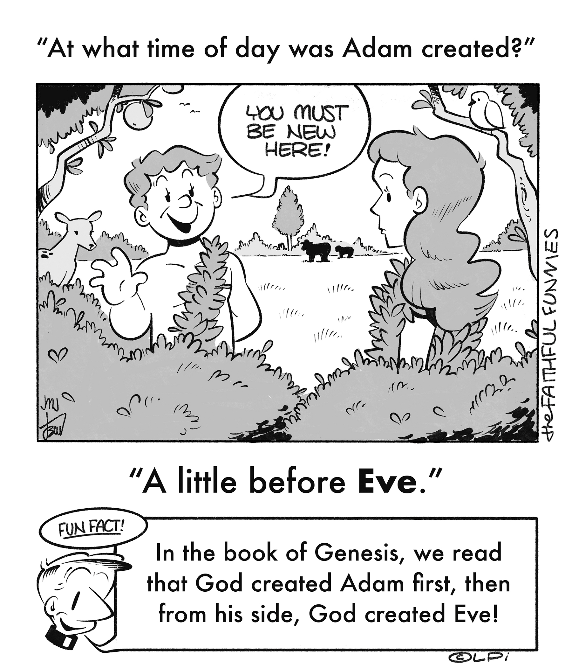 “At what time of day was Adam created?”
YOU MUST
BE NEW
HERE!
the FAITHFUL FUNNIES
“A little before Eve.”
FUN FACT!
In the book of Genesis, we read
that God created Adam first, then
from his side, God created Eve!
©LPi